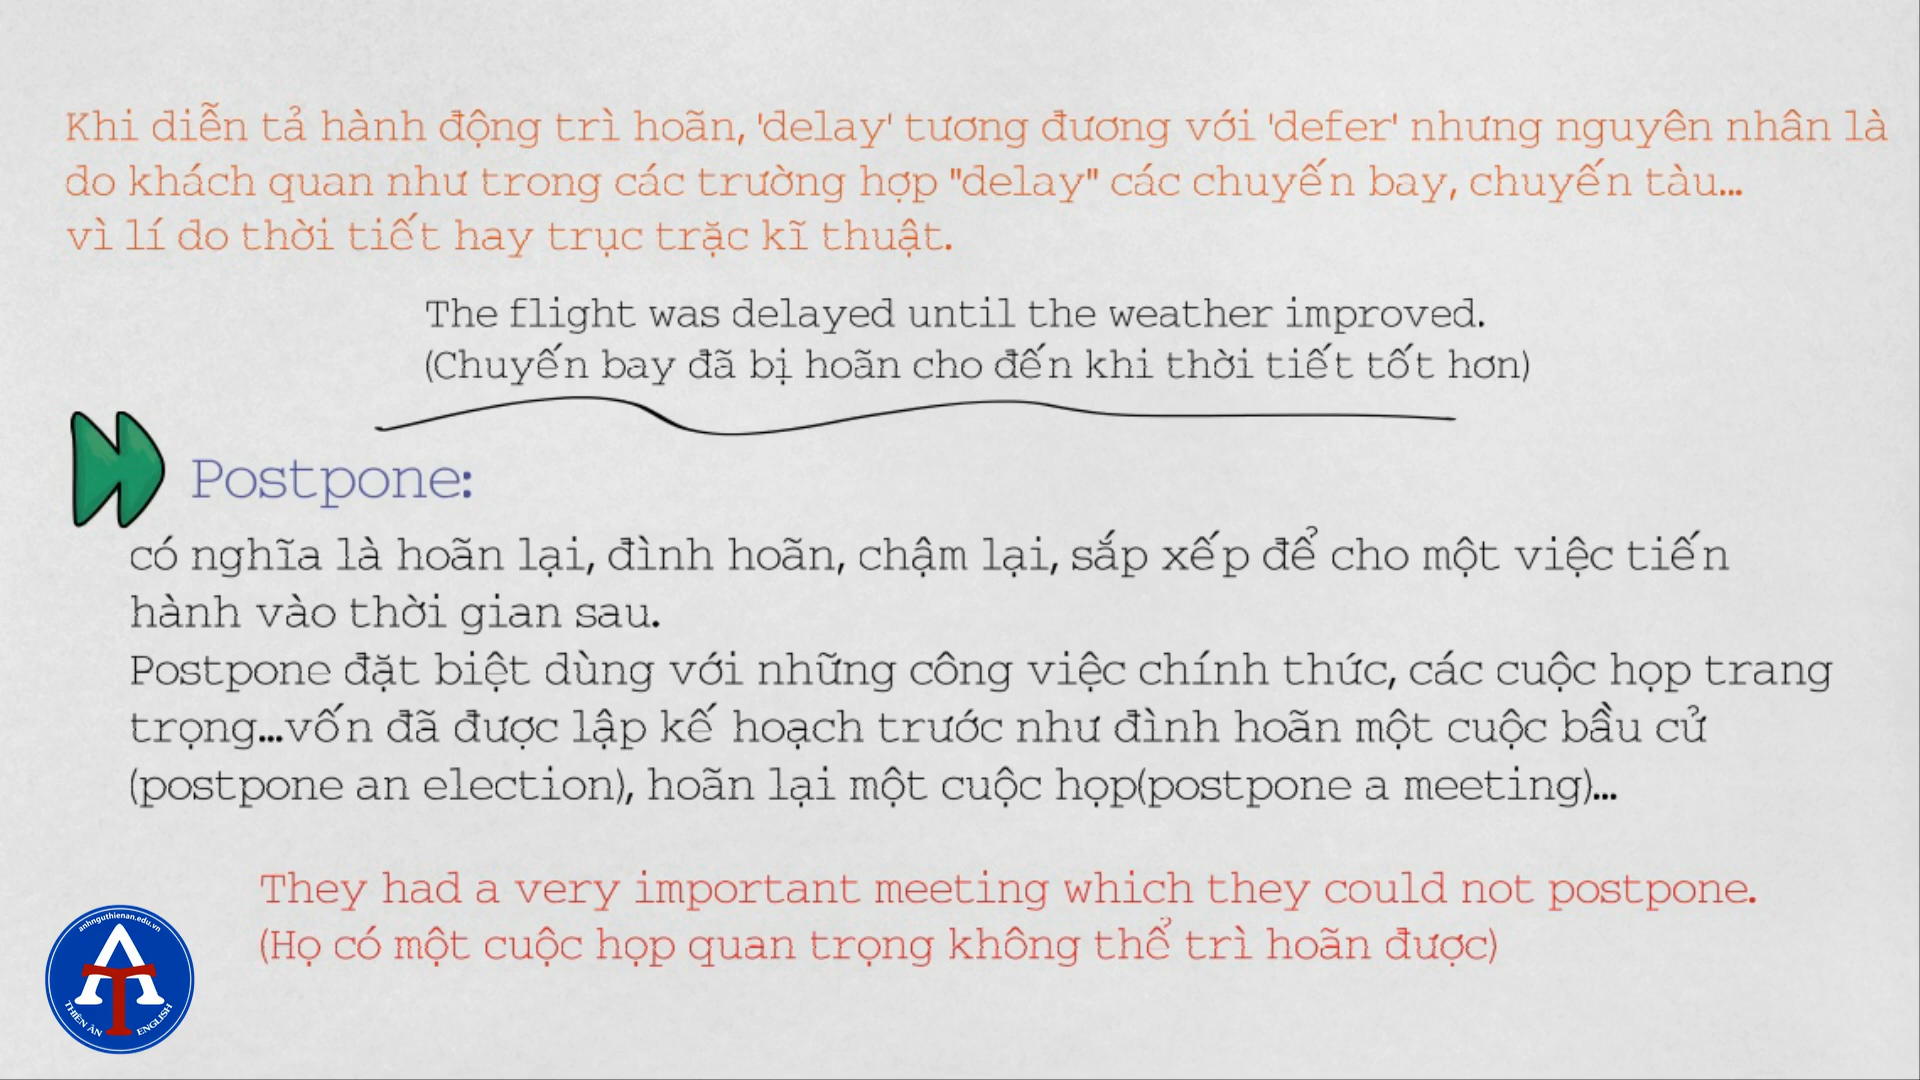 Khi diễn tả hành động trì hoãn, 'delay' tương đương với 'defer' nhưng nguyên nhân là
do khách quan như trong các trường hợp "delay" các chuyến bay, chuyến tàu...
vì lí do thời tiết hay trục trặc kĩ thuật.
The flight was delayed until the weather improved.
(Chuyến bay đã bị hoãn cho đến khi thời tiết tốt hơn)
Postpone:
có nghĩa là hoãn lại, đình hoãn, chậm lại, sắp xếp để cho một việc tiến
hành vào thời gian sau.
Postpone đặt biệt dùng với những công việc chính thức, các cuộc họp trang
trọng...vốn đã được lập kế hoạch trước như đình hoãn một cuộc bầu cử
(postpone an election), hoãn lại một cuộc họp(postpone a meeting)...
They had a very important meeting which they could not postpone.
(Họ có một cuộc họp quan trọng không thể trì hoãn được)
anhnguthienan.edu.vn
AT
THIÊN ÂN ENGLISH